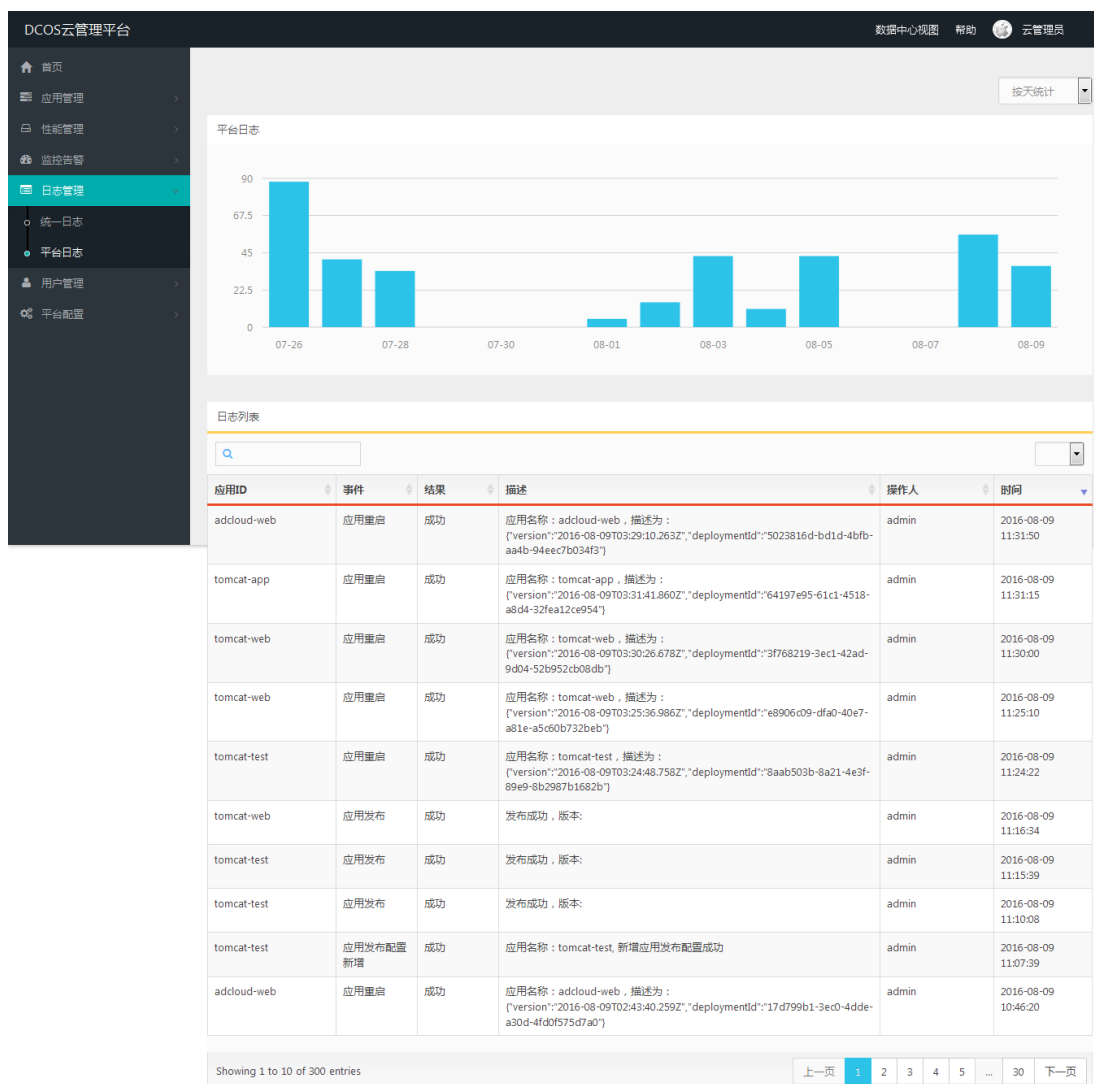 DCOS云管理平台
数据中心视图 帮助 云管理员
首页
应用管理
性能管理
监控告警
日志管理
统一日志
平台日志
用户管理
平台配置
按天统计
平台日志
90
67.5
45
22.5
0
07-26 07-28 07-30 08-01 08-03 08-05 08-07 08-09
日志列表
应用ID 事件 结果 描述 操作人 时间
adcloud-web 应用重启 成功 应用名称：adcloud-web，描述为： admin 2016-08-09
{"version":"2016-08-09T03:29:10.263Z","deploymentId":"5023816d-bd1d-4bfb- 11:31:50
aa4b-94eec7b034f3"}
tomcat-app 应用重启 成功 应用名称：tomcat-app，描述为： admin 2016-08-09
{"version":"2016-08-09T03:31:41.860Z","deploymentId":"64197e95-61c1-4518- 11:31:15
a8d4-32fea12ce954"}
tomcat-web 应用重启 成功 应用名称：tomcat-web，描述为： admin 2016-08-09
{"version":"2016-08-09T03:30:26.678Z","deploymentId":"3f768219-3ec1-42ad- 11:30:00
9d04-52b952cb08db"}
tomcat-web 应用重启 成功 应用名称：tomcat-web，描述为： admin 2016-08-09
{"version":"2016-08-09T03:25:36.986Z","deploymentId":"e8906c09-dfa0-40e7- 11:25:10
a81e-a5c60b732beb"}
tomcat-test 应用重启 成功 应用名称：tomcat-test，描述为： admin 2016-08-09
{"version":"2016-08-09T03:24:48.758Z","deploymentId":"8aab503b-8a21-4e3f- 11:24:22
89e9-8b2987b1682b"}
tomcat-web 应用发布 成功 发布成功，版本: admin 2016-08-09
11:16:34
tomcat-test 应用发布 成功 发布成功，版本: admin 2016-08-09
11:15:39
tomcat-test 应用发布 成功 发布成功，版本: admin 2016-08-09
11:10:08
tomcat-test 应用发布配置 成功 应用名称：tomcat-test, 新增应用发布配置成功 admin 2016-08-09
新增 11:07:39
adcloud-web 应用重启 成功 应用名称：adcloud-web，描述为： admin 2016-08-09
{"version":"2016-08-09T02:43:40.259Z","deploymentId":"17d799b1-3ec0-4dde- 10:46:20
a30d-4fd0f575d7a0"}
Showing 1 to 10 of 300 entries 上一页 1 2 3 4 5 ... 30 下一页